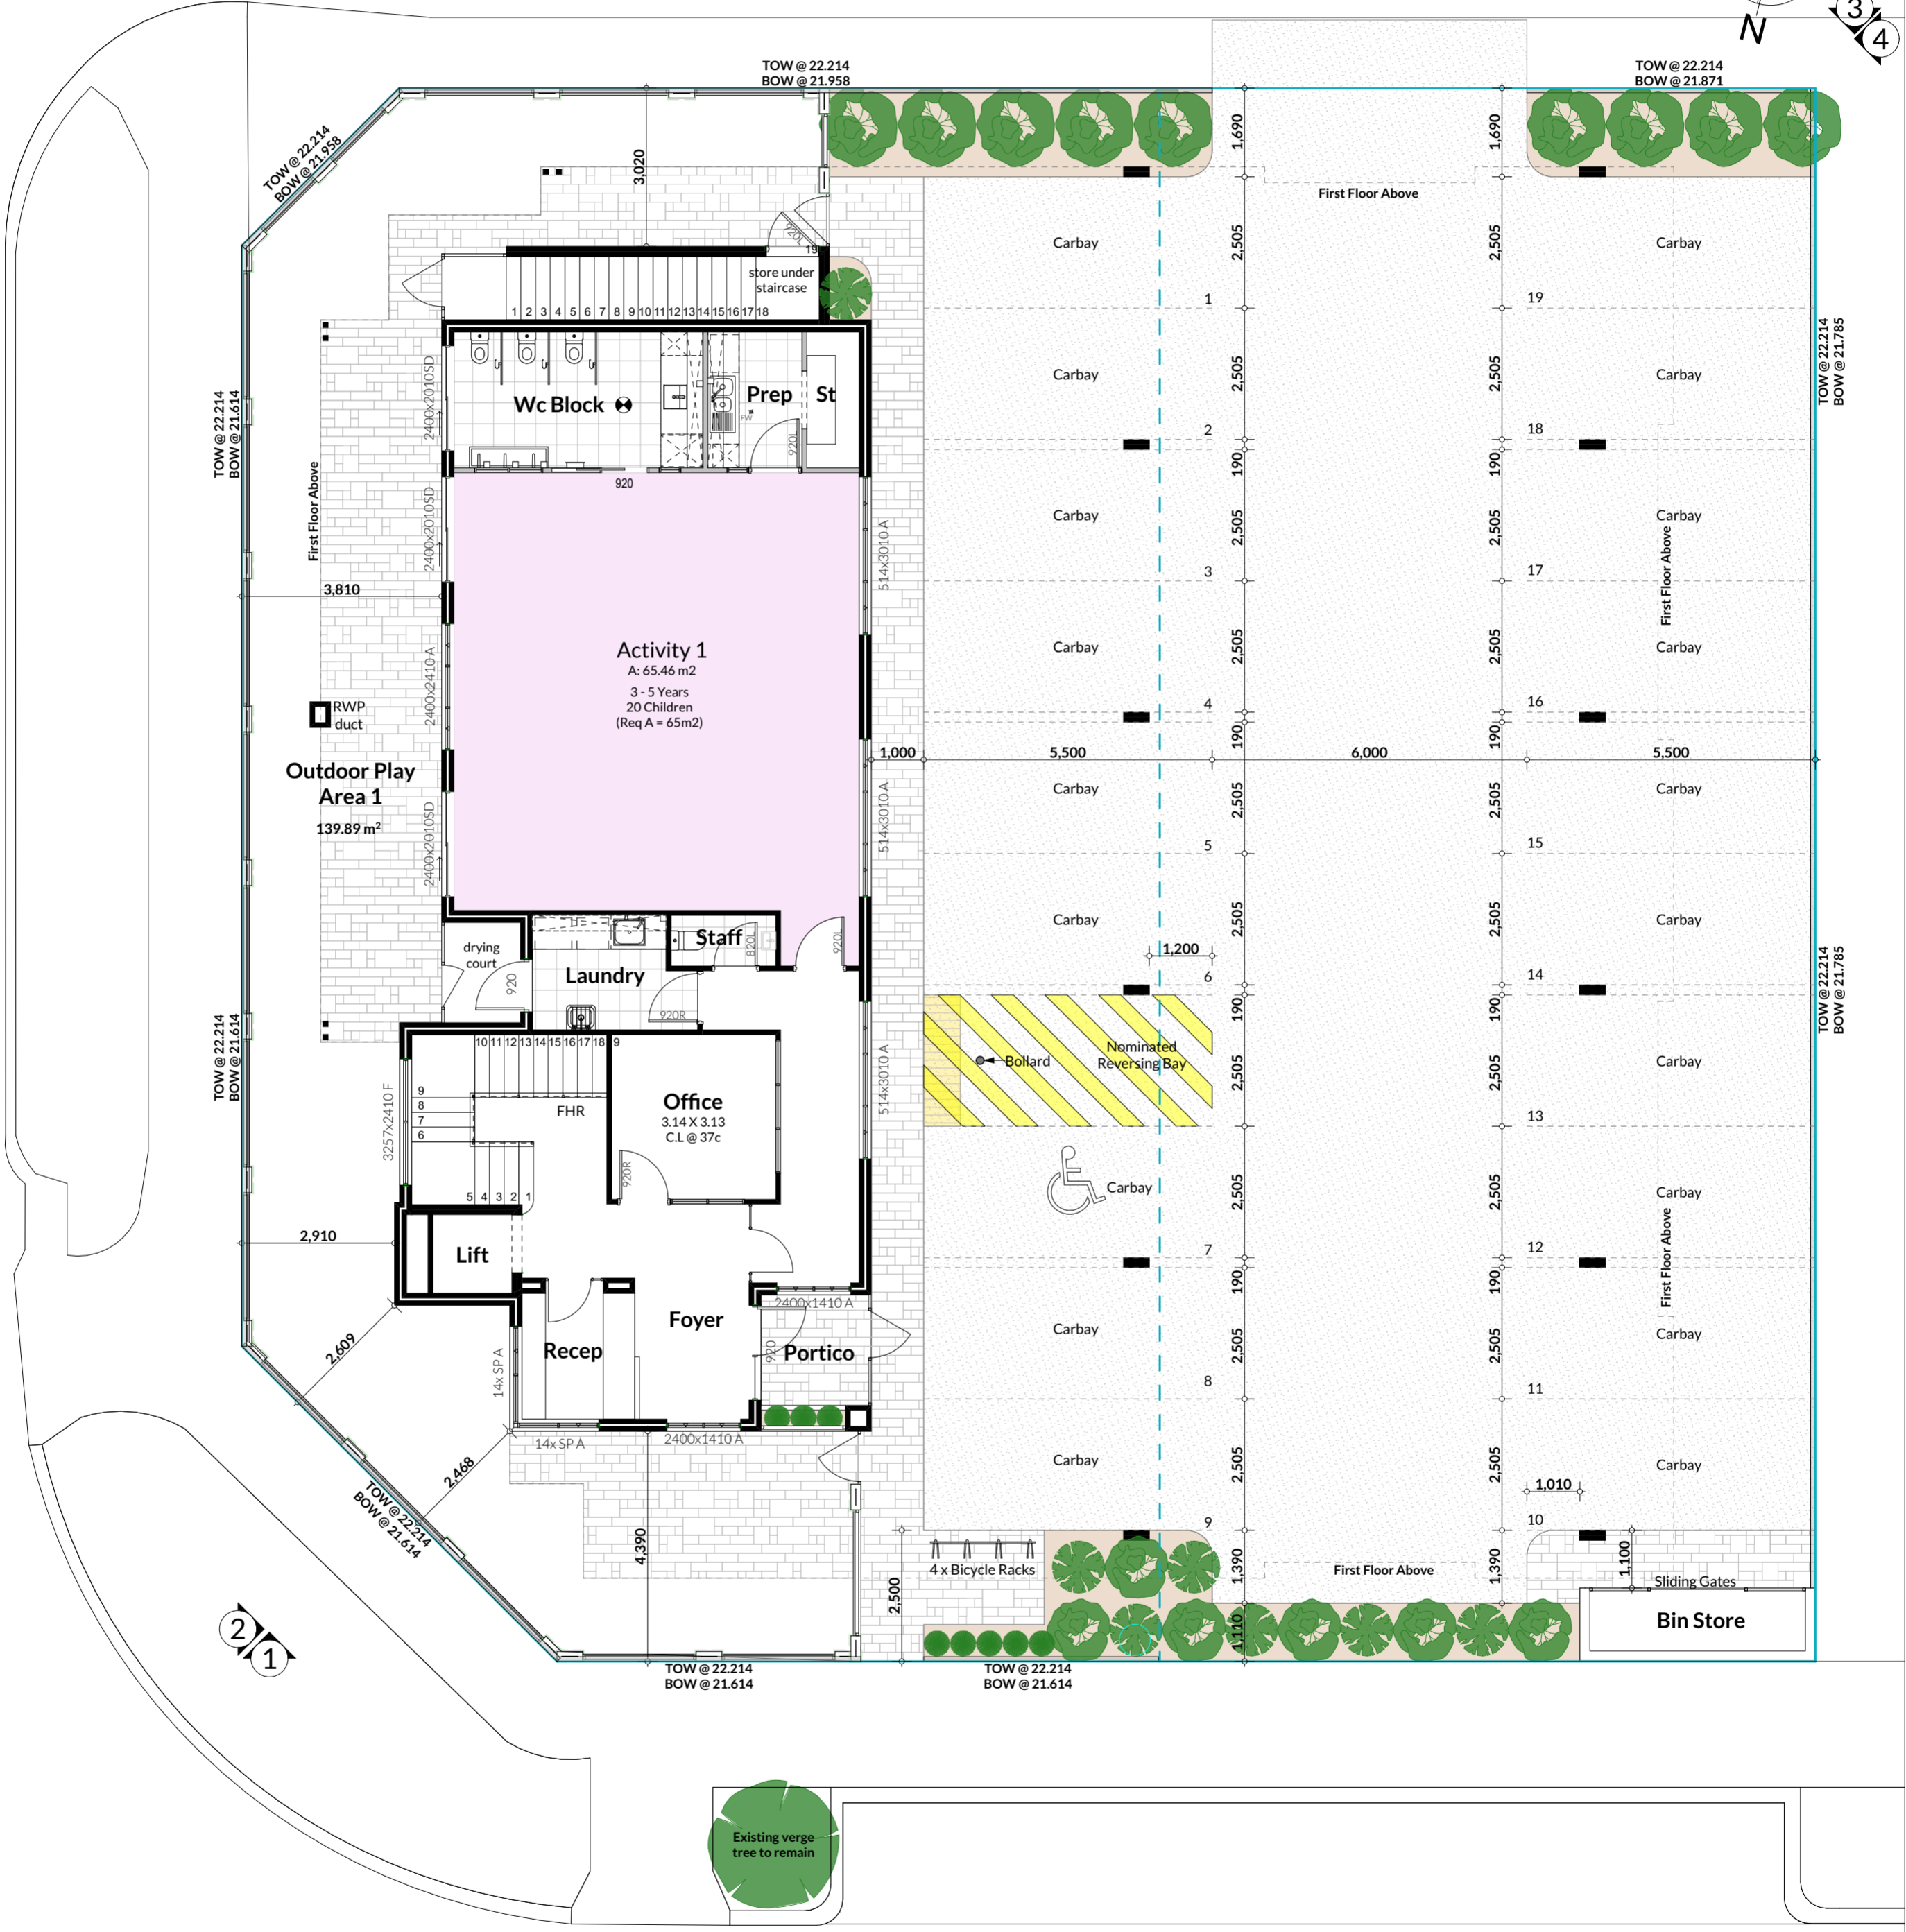 3
4
N
TOW @ 22.214
BOW @ 21.958
TOW @ 22.214
BOW @ 21.871
TOW @ 22.214
BOW @ 21.958
3,020
1,690
1,690
First Floor Above
920L
19
store under
staircase
1 2 3 4 5 6 7 8 9 10 11 12 13 14 15 16 17 18
Carbay
2,505
2,505
Carbay
1
19
TOW @ 22.214
BOW @ 21.785
TOW @ 22.214
BOW @ 21.614
2400x2010SD
Wc Block
Prep
St
FW
920L
Carbay
2,505
2,505
Carbay
2
18
190
190
First Floor Above
920
2400x2010SD
514x3010 A
Carbay
2,505
2,505
Carbay
First Floor Above
3
17
3,810
Activity 1
A: 65.46 m2
3 - 5 Years
20 Children
(Req A = 65m2)
2400x2410 A
Carbay
2,505
2,505
Carbay
4
16
190
190
RWP
duct
1,000
5,500
6,000
5,500
Outdoor Play
Area 1
139.89 m2
2400x2010SD
514x3010 A
Carbay
2,505
2,505
Carbay
5
15
drying
court
920
Laundry
920R
Staff
820L
920L
Carbay
2,505
2,505
Carbay
1,200
6
14
190
190
TOW @ 22.214
BOW @ 21.785
TOW @ 22.214
BOW @ 21.614
10 11 12 13 14 15 16 17 18
9
9
8
7
6
FHR
5 4 3 2 1
3257x2410 F
Office
3.14 X 3.13
C.L @ 37c
920R
514x3010 A
Bollard
Nominated
Reversing Bay
2,505
2,505
Carbay
13
Carbay
2,505
2,505
Carbay
First Floor Above
7
12
190
190
2,910
Lift
2,609
Recep
Foyer
2400x1410 A
920
Portico
14x SP A
Carbay
2,505
2,505
Carbay
8
11
14x SP A
2400x1410 A
2,468
TOW @ 22.214
BOW @ 21.614
4,390
Carbay
2,505
2,505
Carbay
1,010
9
10
4 x Bicycle Racks
2,500
1,390
First Floor Above
1,390
1,100
Sliding Gates
Bin Store
1,110
2
1
TOW @ 22.214
BOW @ 21.614
TOW @ 22.214
BOW @ 21.614
Existing verge
tree to remain